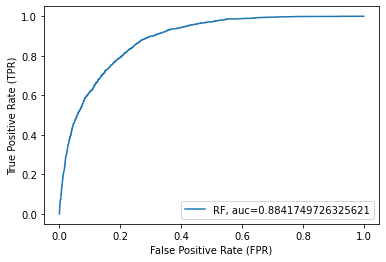 1.0
0.8
0.6
0.4
0.2
0.0
True Positive Rate (TPR)
RF, auc=0.8841749726325621
0.0 0.2 0.4 0.6 0.8 1.0
False Positive Rate (FPR)